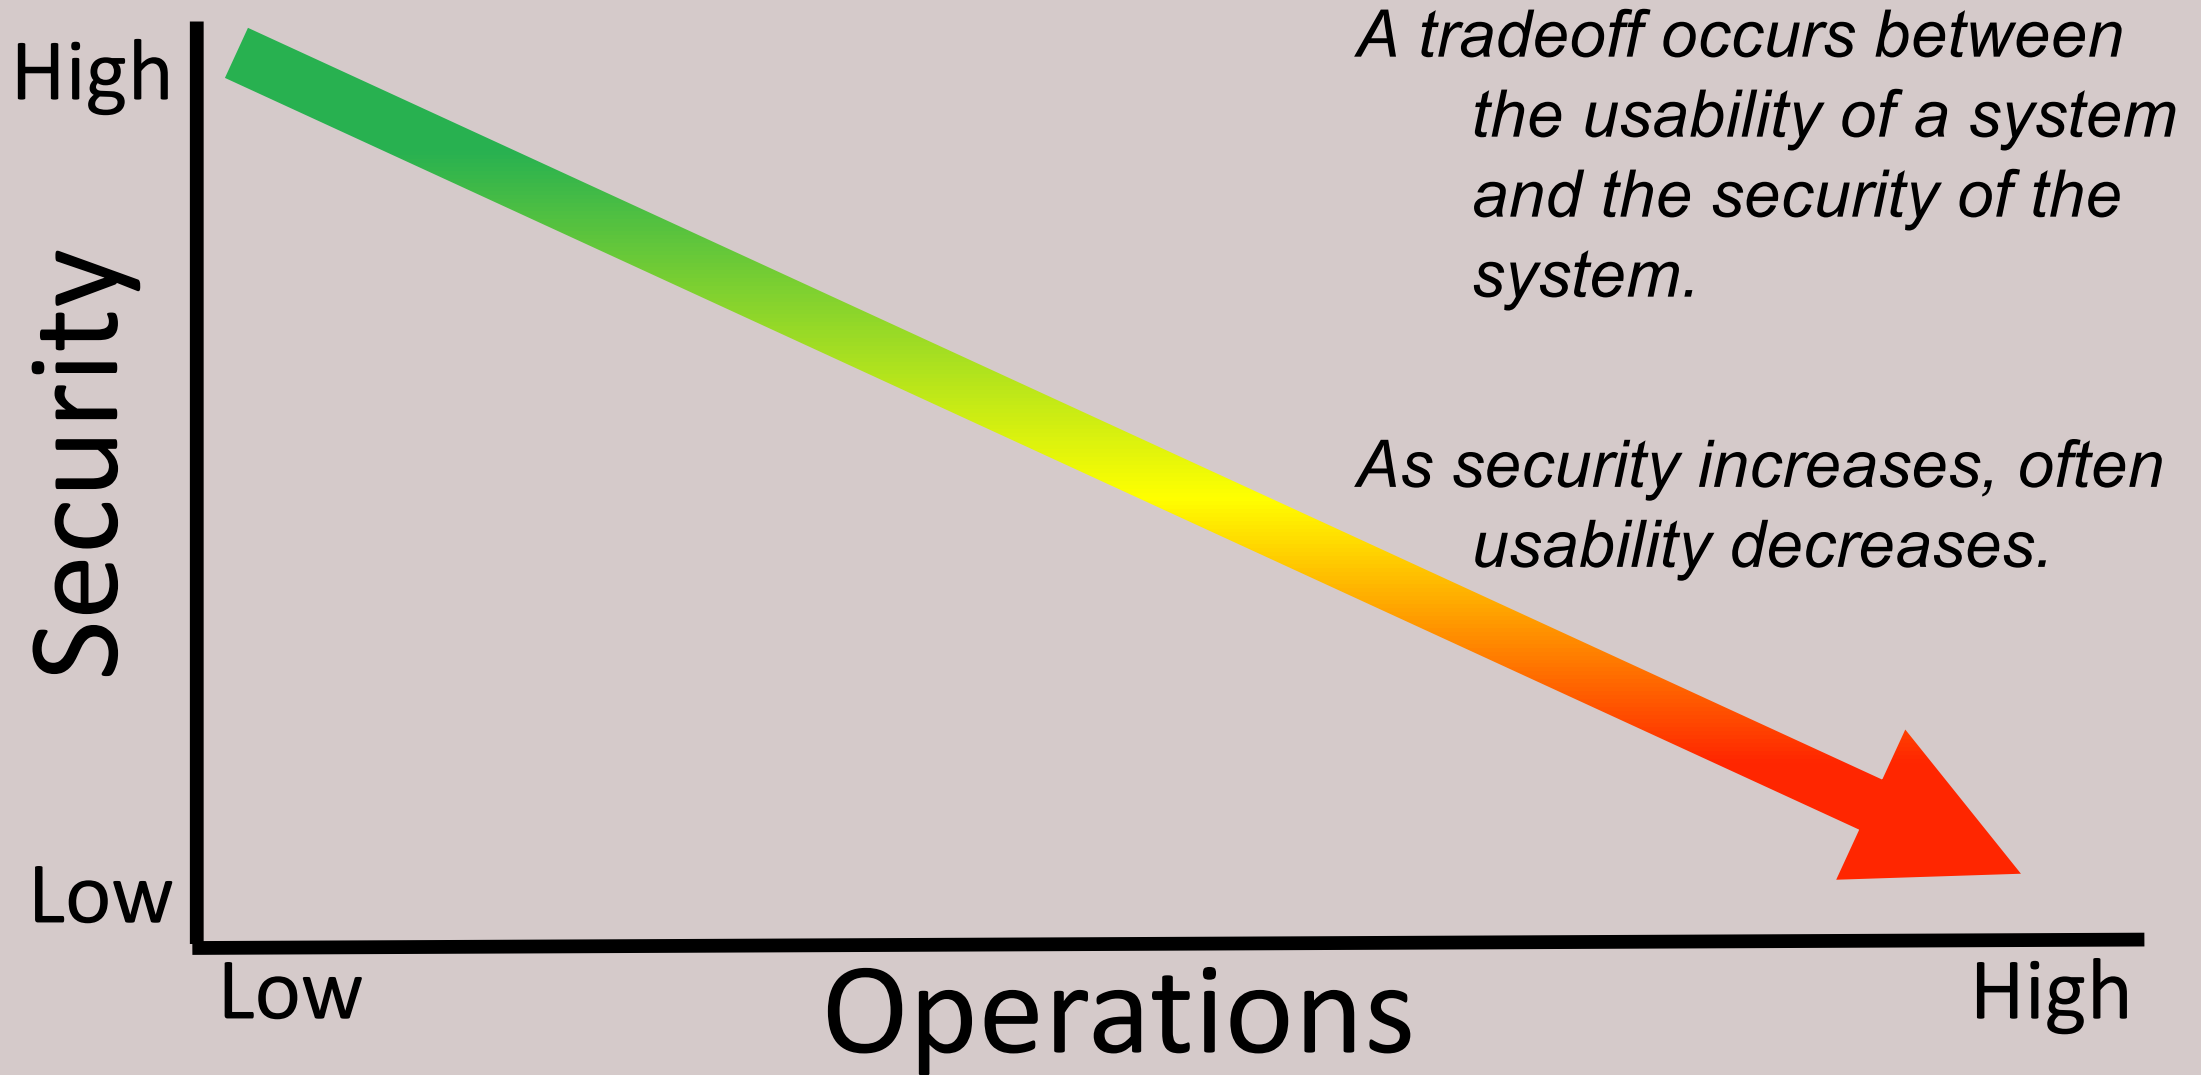 High
A tradeoff occurs between
the usability of a system
and the security of the
system.
Security
As security increases, often
usability decreases.
Low
Low
Operations
High